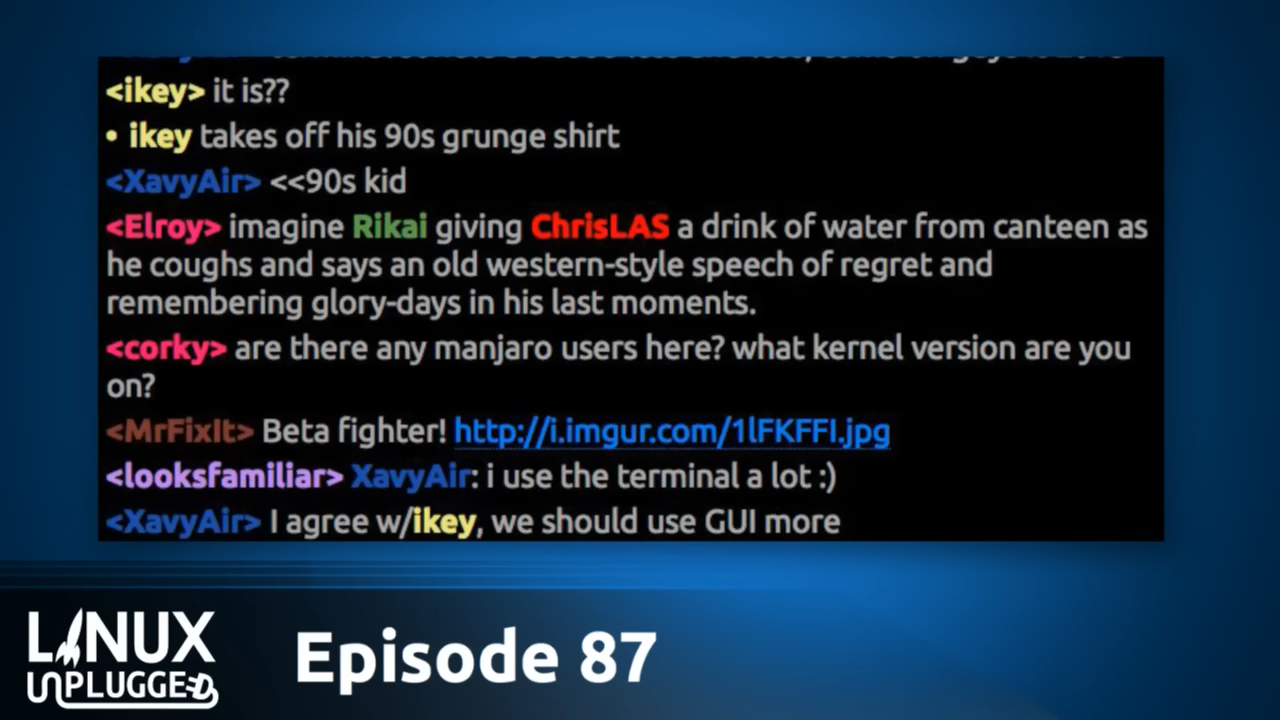 <ikey> it is??
• ikey takes off his 90s grunge shirt
<XavyAir> <<90s kid
<Elroy> imagine Rikai giving ChrisLAS a drink of water from canteen as
he coughs and says an old western-style speech of regret and
remembering glory-days in his last moments.
<corky> are there any manjaro users here? what kernel version are you
on?
<MrFixIt> Beta fighter! http://i.imgur.com/1lFKFFI.jpg
<looksfamiliar> XavyAir: i use the terminal a lot :)
<XavyAir> I agree w/ikey, we should use GUI more
LINUX
UNPLUGGED
Episode 87